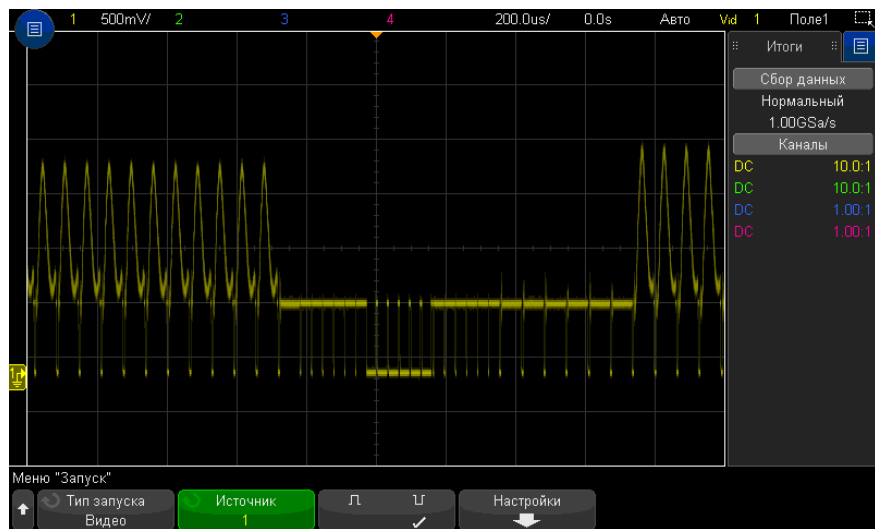 1 500mV/ 2 3 4 200.0us/ 0.0s Авто Vid 1 Поле1
Итоги
Сбор данных
Нормальный
1.00GSa/s
Каналы
DC 10.0:1
DC 10.0:1
DC 1.00:1
DC 1.00:1
1
Меню "Запуск"
Тип запуска Источник Настройки
Видео 1